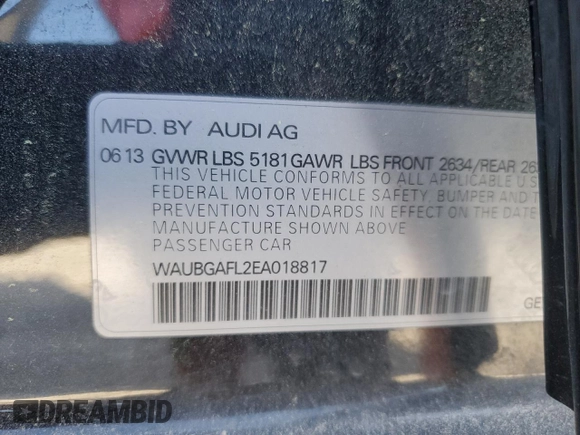 MFD. BY AUDI AG
0613 GVWR LBS 5181 GAWR LBS FRONT 2634/REAR
THIS VEHICLE CONFORMS TO ALL APPLICABLE U.S
FEDERAL MOTOR VEHICLE SAFETY, BUMPER AND
PREVENTION STANDARDS IN EFFECT ON THE DATE
MANUFACTURE SHOWN ABOVE
PASSENGER CAR
WAUBGAFL2EA018817
GE
DREAMBID